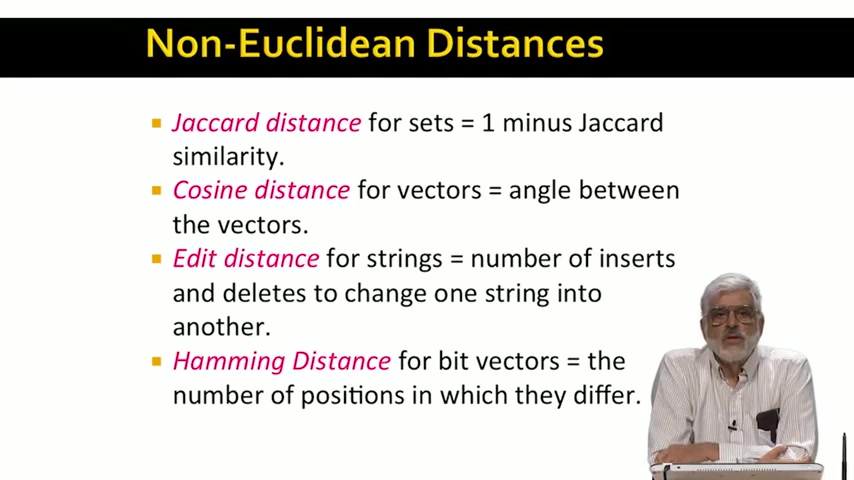 Non-Euclidean Distances
Jaccard distance for sets = 1 minus Jaccard
similarity.
Cosine distance for vectors = angle between
the vectors.
Edit distance for strings = number of inserts
and deletes to change one string into
another.
Hamming Distance for bit vectors = the
number of positions in which they differ.